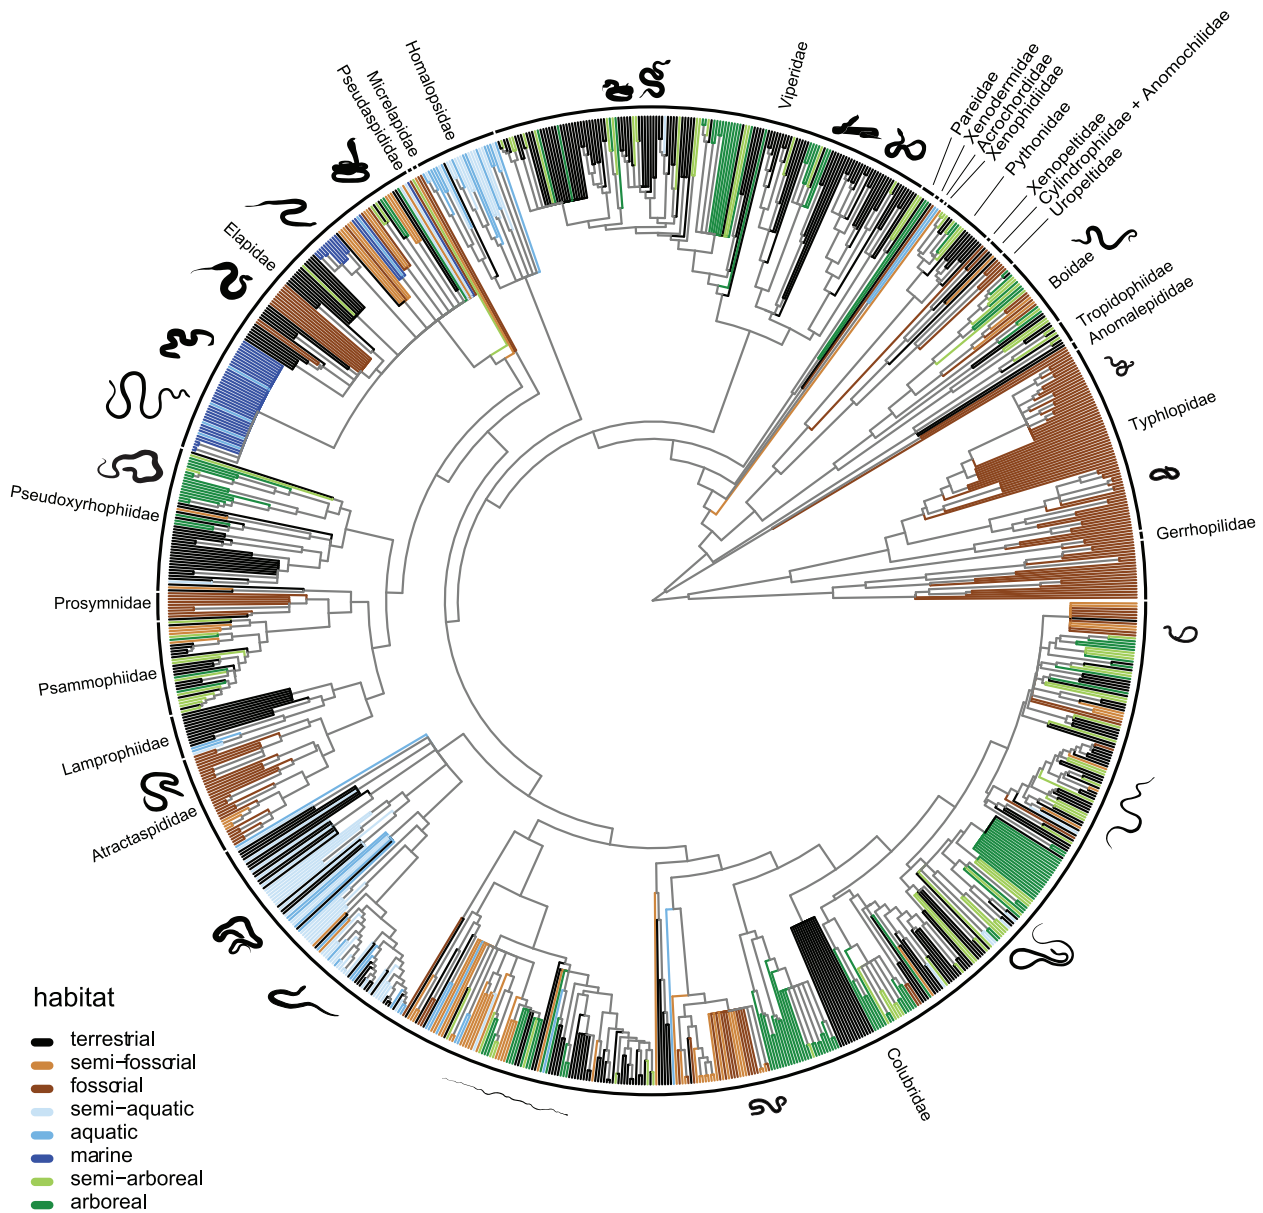 Homalopsidae
Micrelapidae
Pseudaspididae
Viperidae
Pareidae
Xenodermidae
Acrochordidae
Xenophidiidae
Pythonidae
Xenopeltidae
Cylindrophiidae + Anomochilidae
Uropeltidae
Boidae
Tropidophiidae
Anomalepididae
Typhlopidae
Gerrhopilidae
Elapidae
Pseudoxyrhophiidae
Prosymnidae
Psammophiidae
Lamprophiidae
Atractaspididae
Colubridae
habitat
terrestrial
semi−fossorial
fossorial
semi−aquatic
aquatic
marine
semi−arboreal
arboreal